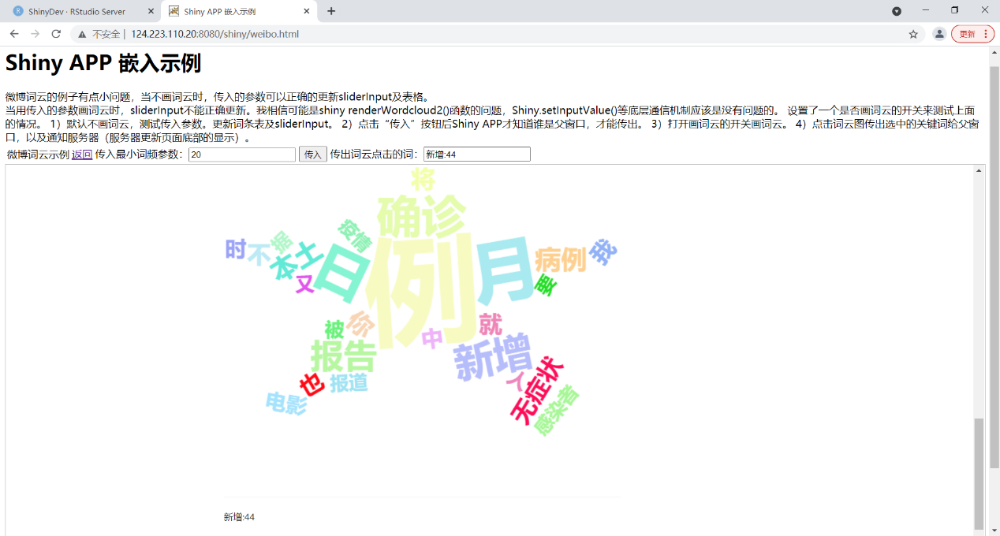 ShinyDev · RStudio Server
Shiny APP 嵌入示例
不安全 | 124.223.110.20:8080/shiny/weibo.html
更新
Shiny APP 嵌入示例
微博词云的例子有点小问题，当不画词云时，传入的参数可以正确的更新sliderInput及表格。
当用传入的参数画词云时，sliderInput不能正确更新。我相信可能是shiny renderWordcloud2()函数的问题，Shiny.setInputValue()等底层通信机制应该是没有问题的。 设置了一个是否画词云的开关来测试上面
的情况。 1）默认不画词云，测试传入参数。更新词条表及sliderInput。 2）点击“传入”按钮后Shiny APP才知道谁是父窗口，才能传出。 3）打开画词云的开关画词云。 4）点击词云图传出选中的关键词给父窗
口，以及通知服务器（服务器更新页面底部的显示）。
微博词云示例 返回 传入最小词频参数：20 传入 传出词云点击的词：新增:44
将
确诊
疫情
时
不
据
本土
又
日
例
月
病例
我
要
被
你
中
就
报告
新增
也
报道
人
无症状
电影
感染者
新增:44